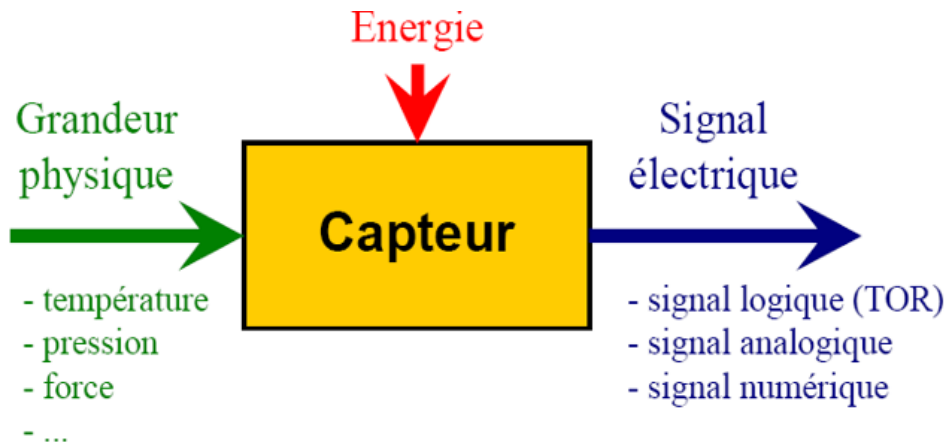 Energie
Grandeur
physique
Signal
électrique
Capteur
- température
- pression
- force
- ...
- signal logique (TOR)
- signal analogique
- signal numérique